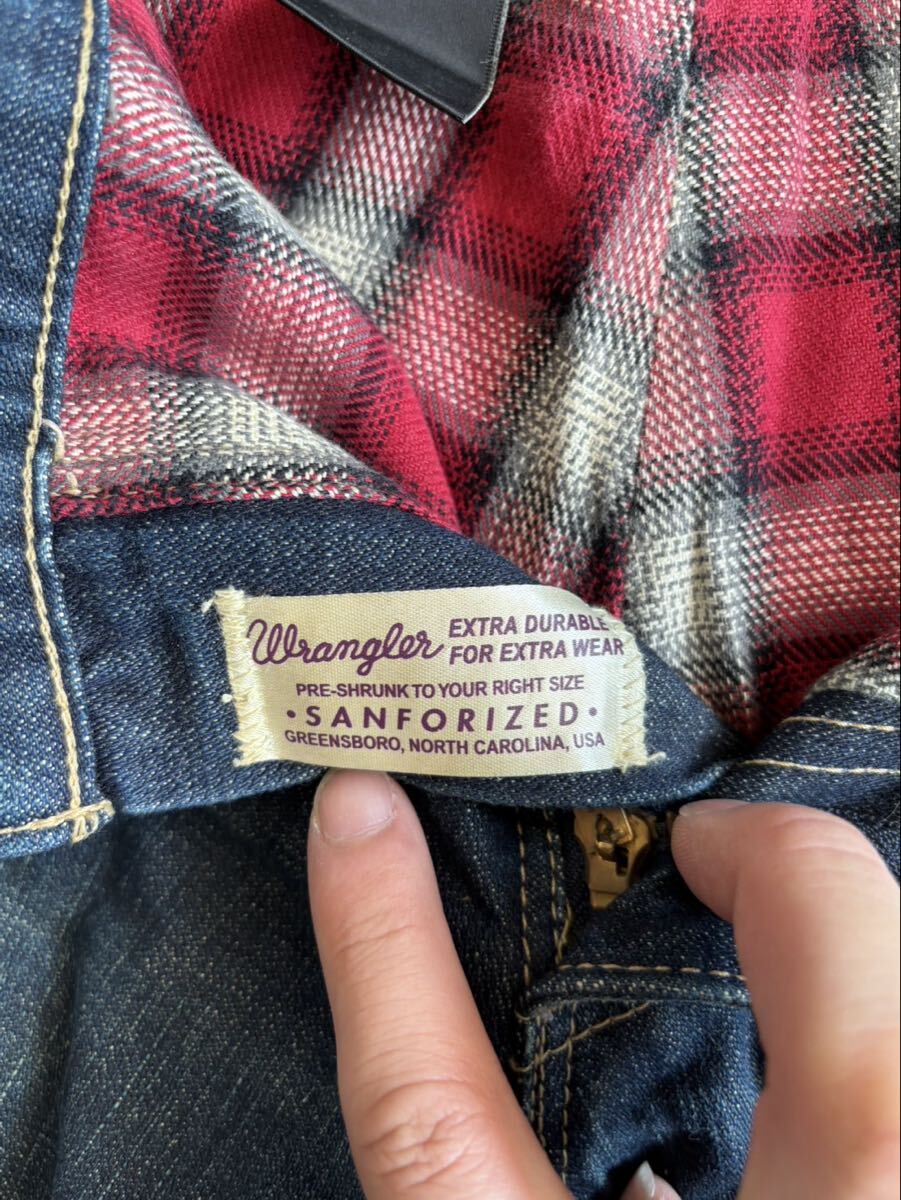 Wrangler EXTRA DURABLE
FOR EXTRA WEAR
PRE-SHRUNK TO YOUR RIGHT SIZE
• SANFORIZED •
GREENSBORO, NORTH CAROLINA, USA